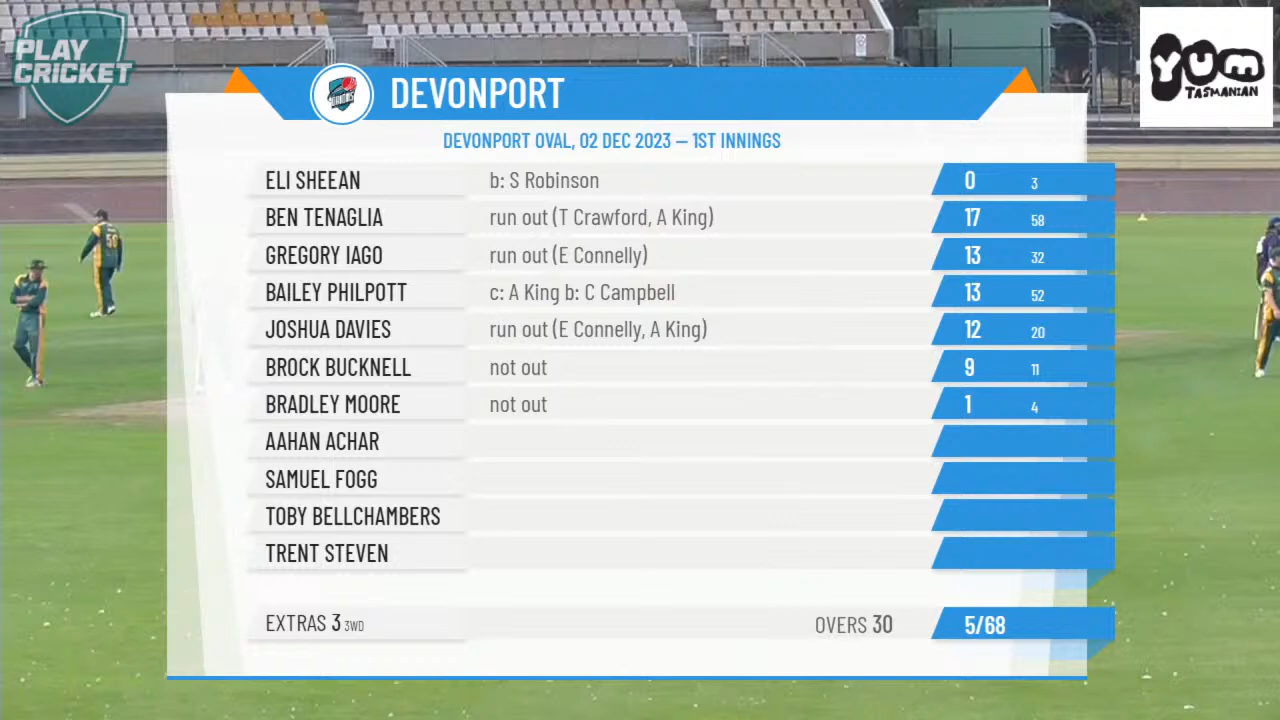 PLAY
CRICKET
YUM
TASMANIAN
DEVONPORT
DEVONPORT OVAL, 02 DEC 2023 – 1ST INNINGS
ELI SHEEAN b: S Robinson 0 3
BEN TENAGLIA run out (T Crawford, A King) 17 58
GREGORY IAGO run out (E Connelly) 13 32
BAILEY PHILPOTT c: A King b: C Campbell 13 52
JOSHUA DAVIES run out (E Connelly, A King) 12 20
BROCK BUCKNELL not out 9 11
BRADLEY MOORE not out 1 4
AAHAN ACHAR
SAMUEL FOGG
TOBY BELLCHAMBERS
TRENT STEVEN
EXTRAS 3 3WD OVERS 30 5/68
50